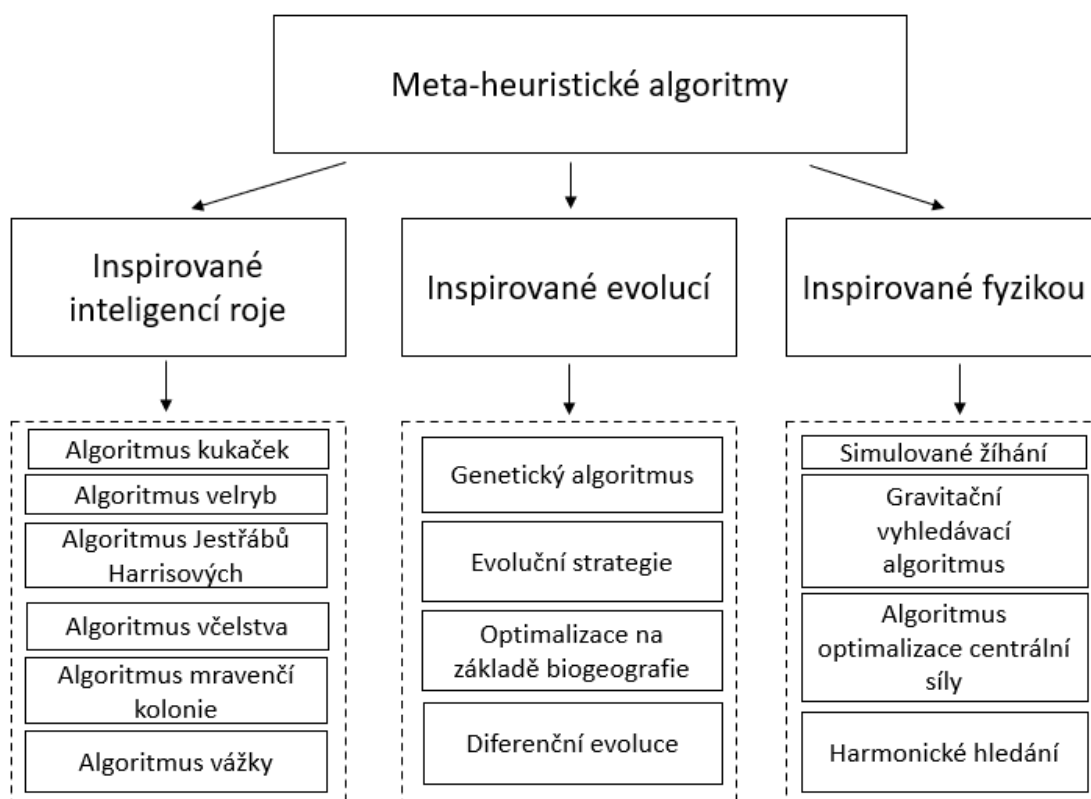 Meta-heuristické algoritmy
Inspirované
inteligencí roje
Inspirované evolucí
Inspirované fyzikou
Algoritmus kukaček
Algoritmus velryb
Algoritmus Jestřábů
Harrisových
Algoritmus včelstva
Algoritmus mravenčí
kolonie
Algoritmus vážky
Genetický algoritmus
Evoluční strategie
Optimalizace na
základě biogeografie
Diferenční evoluce
Simulované žíhání
Gravitační
vyhledávací
algoritmus
Algoritmus
optimalizace centrální
síly
Harmonické hledání